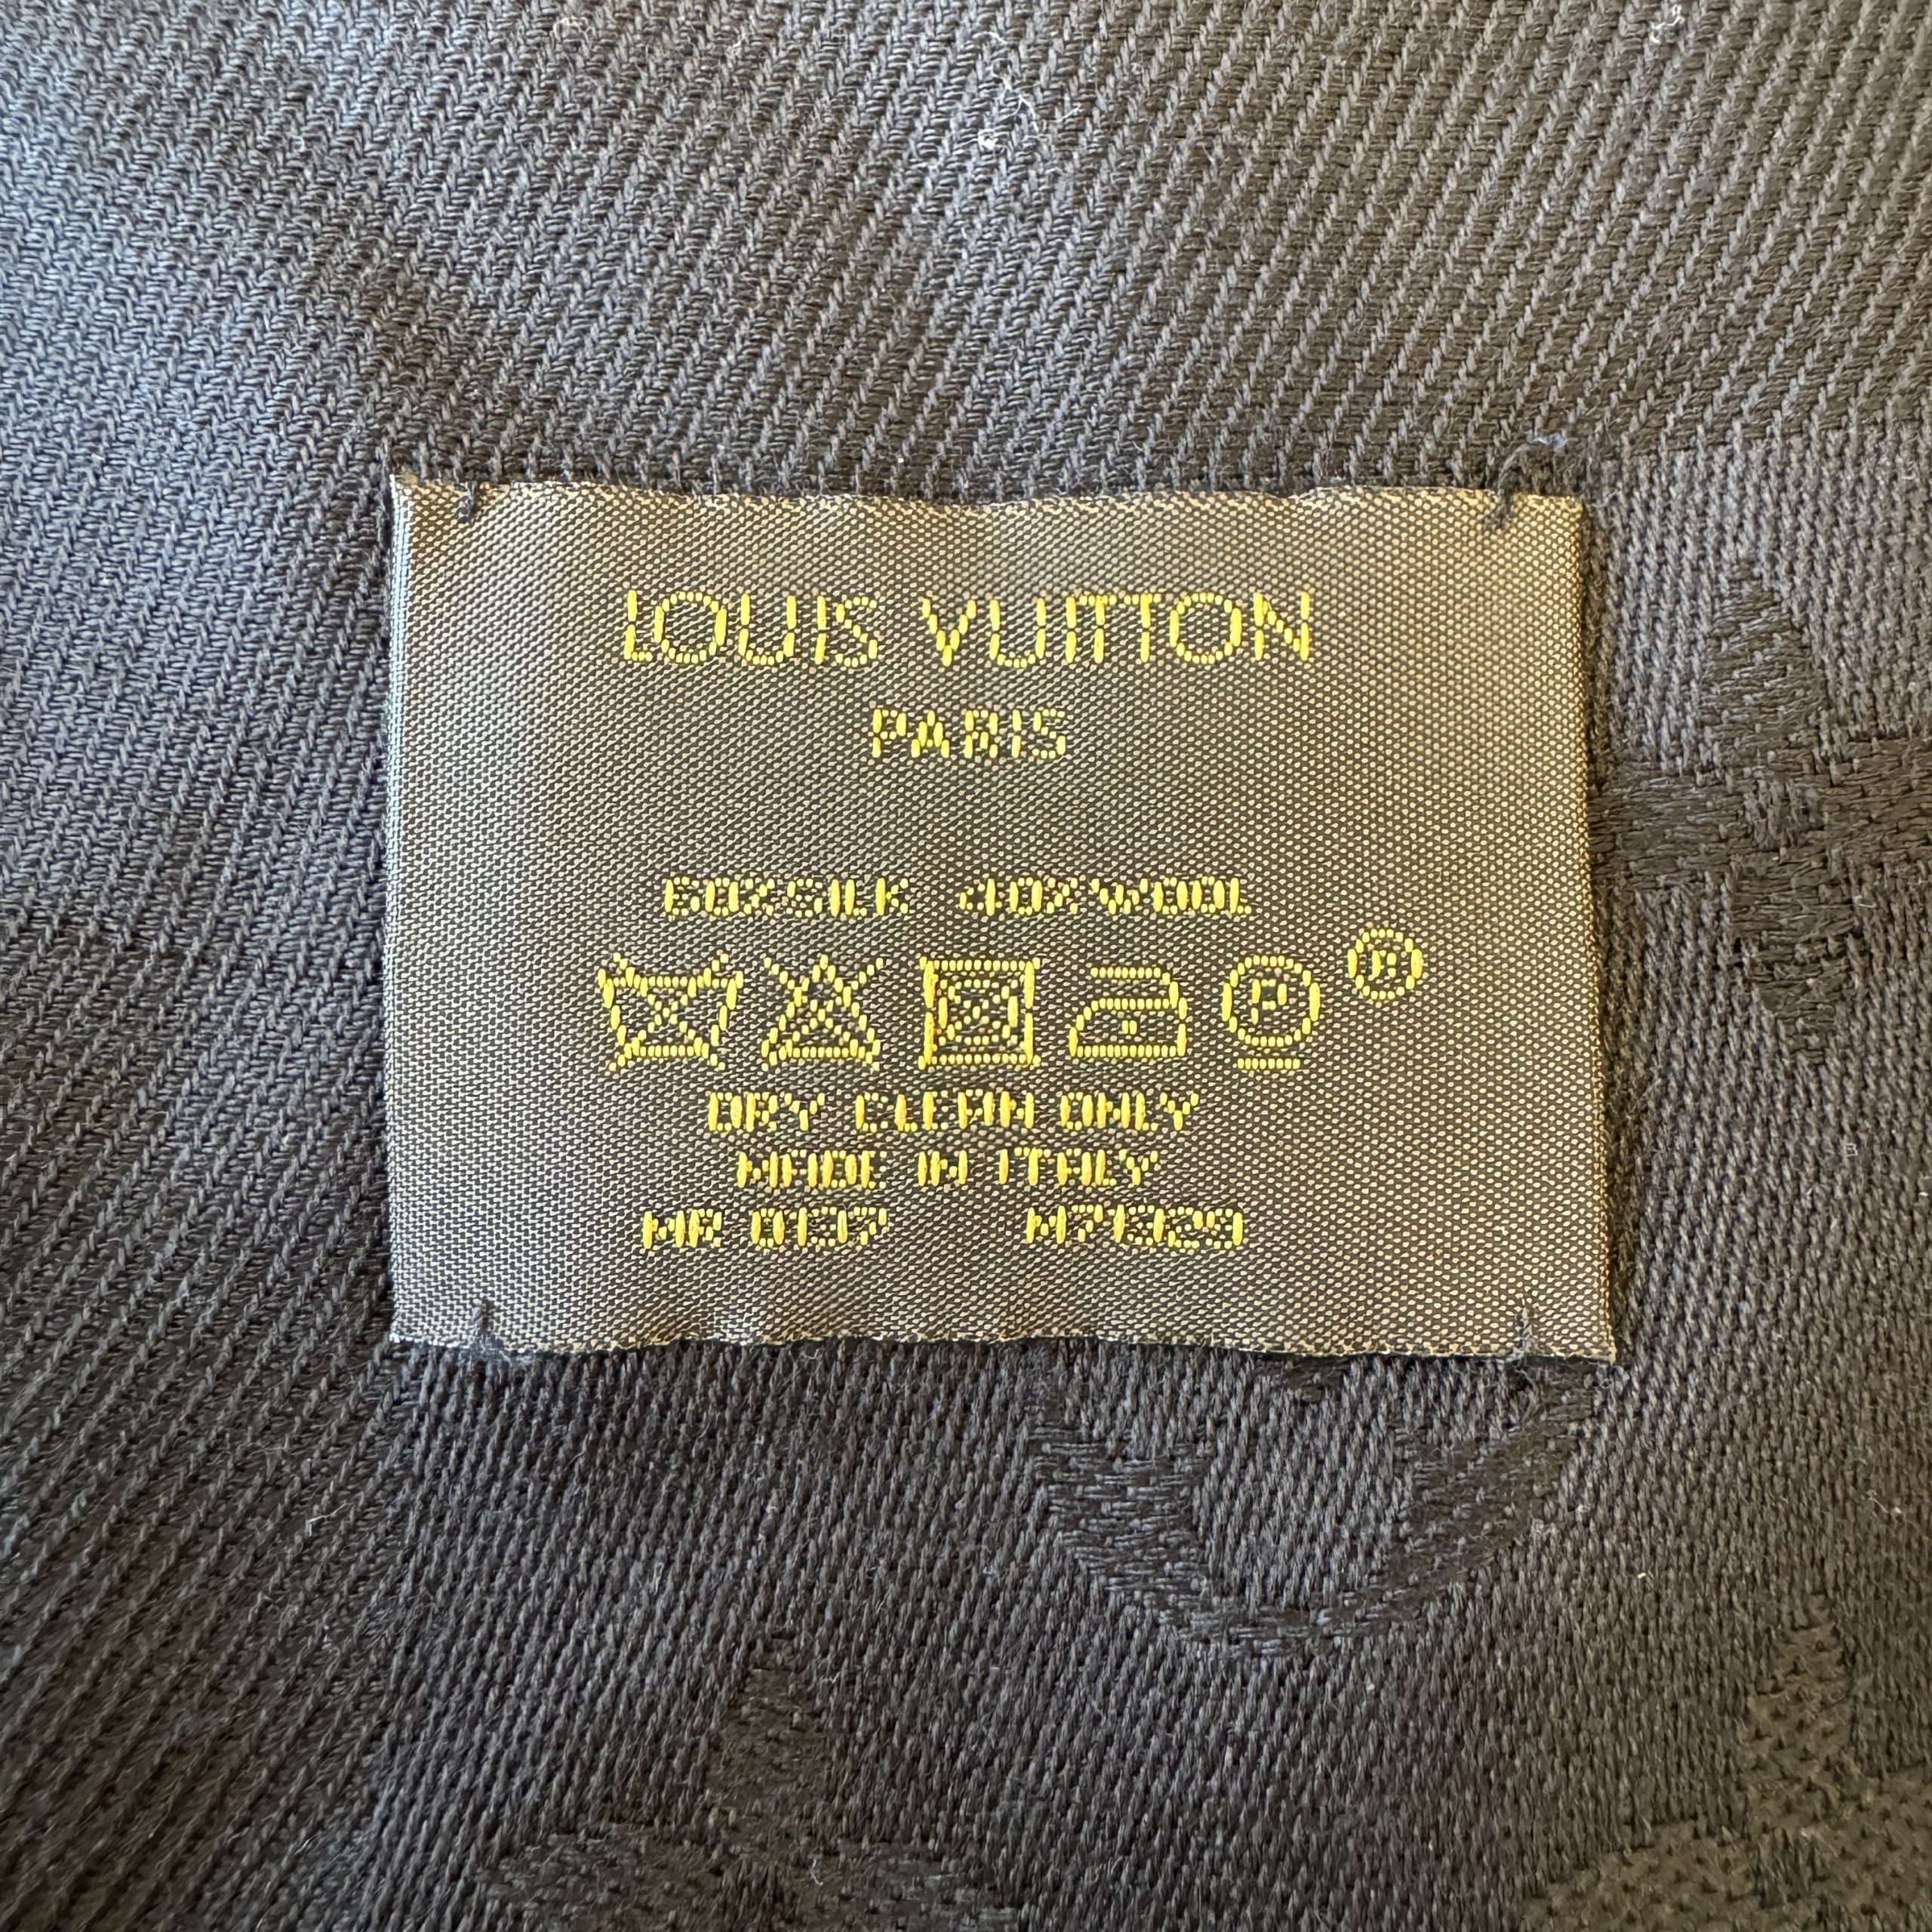 LOUIS VUITTON
PARIS
60%SILK 40%WOOL
P ®
DRY CLEAN ONLY
MADE IN ITALY
MR 0137 M71329